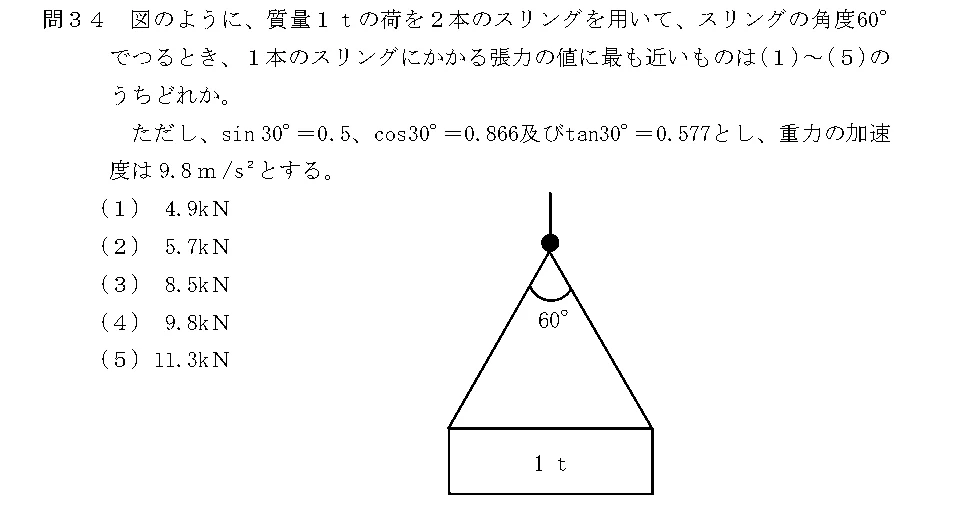 問３４　図のように、質量１ｔの荷を２本のスリングを用いて、スリングの角度60°
でつるとき、１本のスリングにかかる張力の値に最も近いものは(１)～(５)の
うちどれか。
ただし、sin 30°＝0.5、cos30°＝0.866及びtan30°＝0.577とし、重力の加速
度は 9.8ｍ/s²とする。
(１)　4.9kＮ
(２)　5.7kＮ
(３)　8.5kＮ
(４)　9.8kＮ
(５) 11.3kＮ
60°
1 t